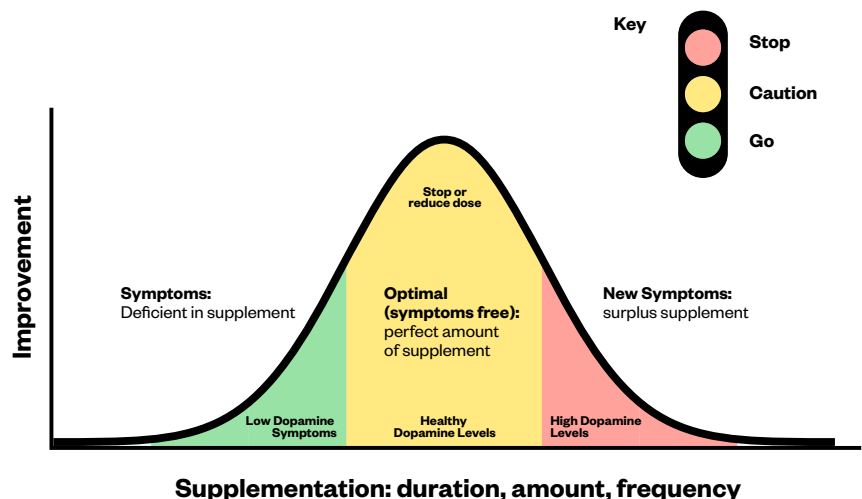 Key
Stop
Caution
Go
Improvement
Stop or
reduce dose
Symptoms:
Deficient in supplement
Optimal
(symptoms free):
perfect amount
of supplement
New Symptoms:
surplus supplement
Low Dopamine
Symptoms
Healthy
Dopamine Levels
High Dopamine
Levels
Supplementation: duration, amount, frequency